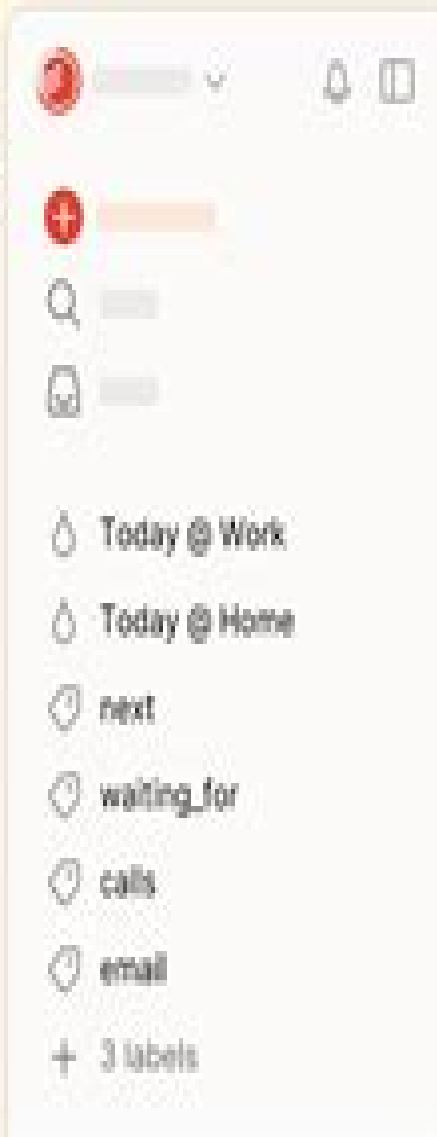 Today @ Work
Today @ Home
next
waiting_for
calls
email
3 labels